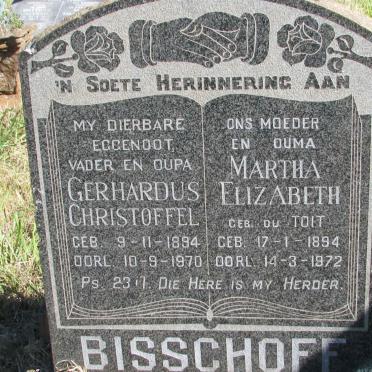 'N SOETE HERINNERING AAN
MY DIERBARE
EGGENOOT,
VADER EN OUPA
GERHARDUS
CHRISTOFFEL
GEB. 9-11-1894
OORL. 10-9-1970
ONS MOEDER
EN OUMA
MARTHA
ELIZABETH
GEB. DU TOIT
GEB. 17-1-1894
OORL. 14-3-1972
PS. 23:1. DIE HERE IS MY HERDER.
BISSCHOFF